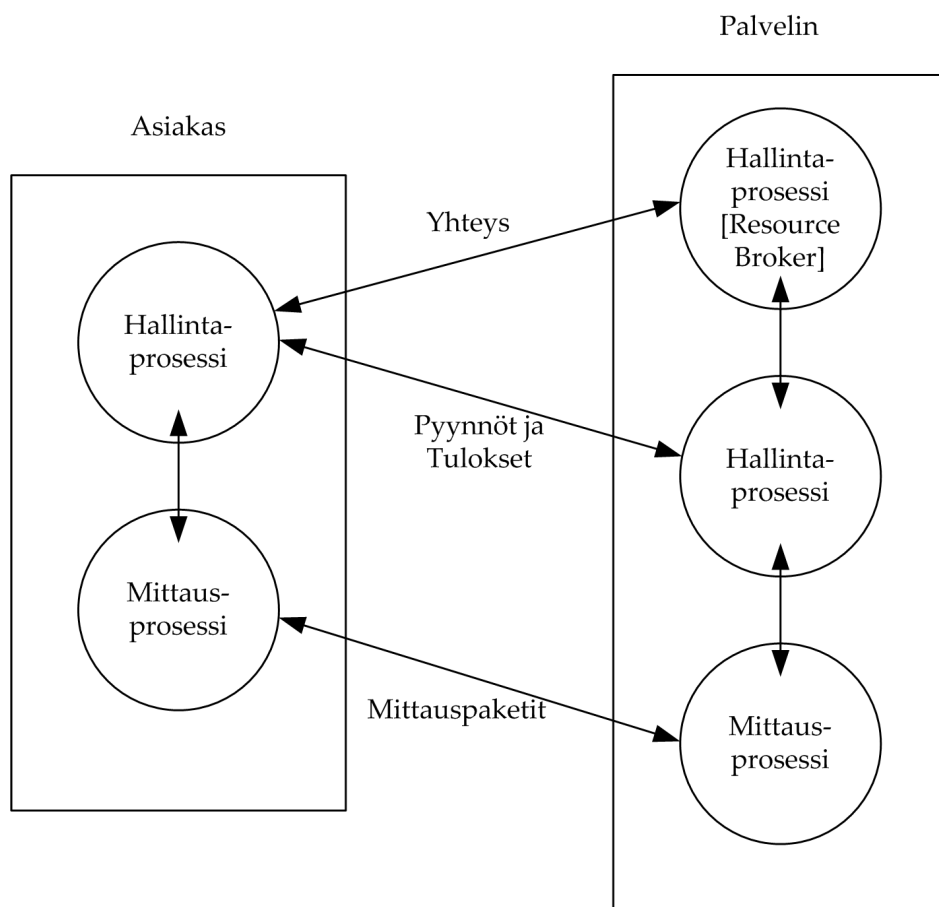 Palvelin
Asiakas
Hallinta-
prosessi
[Resource
Broker]
Yhteys
Hallinta-
prosessi
Pyynnöt ja
Tulokset
Hallinta-
prosessi
Mittaus-
prosessi
Mittauspaketit
Mittaus-
prosessi